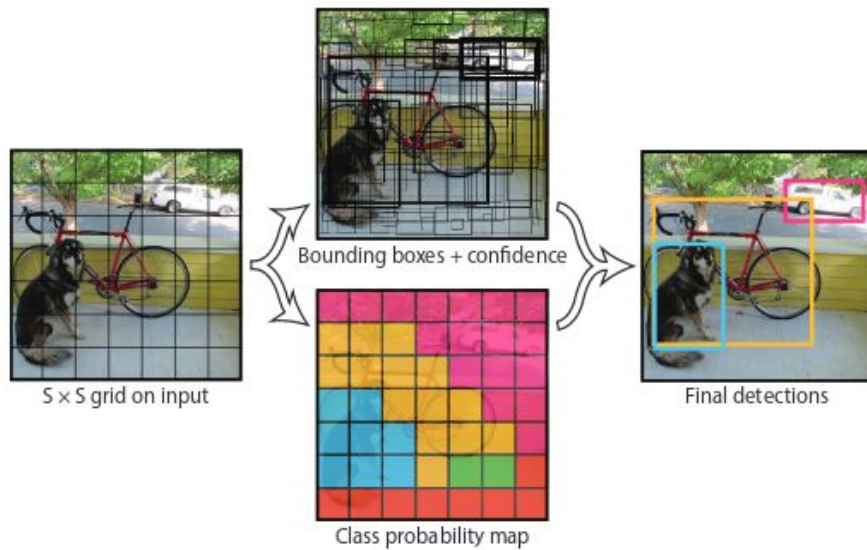 Bounding boxes + confidence
S × S grid on input
Final detections
Class probability map